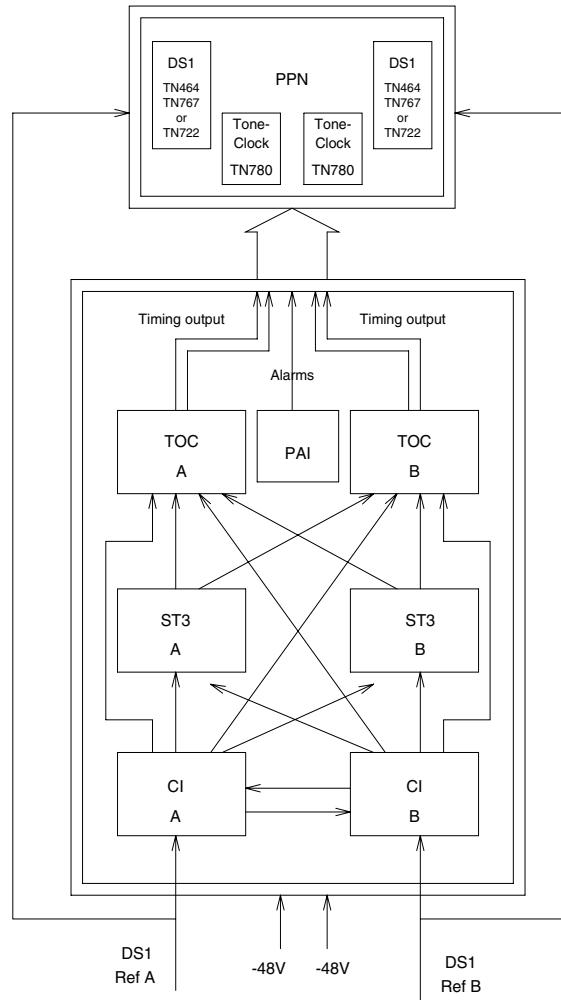 DS1
TN464
TN767
or
TN722
PPN
DS1
TN464
TN767
or
TN722
Tone-
Clock
TN780
Tone-
Clock
TN780
Timing output
Timing output
Alarms
TOC
A
PAI
TOC
B
ST3
A
ST3
B
CI
A
CI
B
DS1
Ref A
-48V
-48V
DS1
Ref B